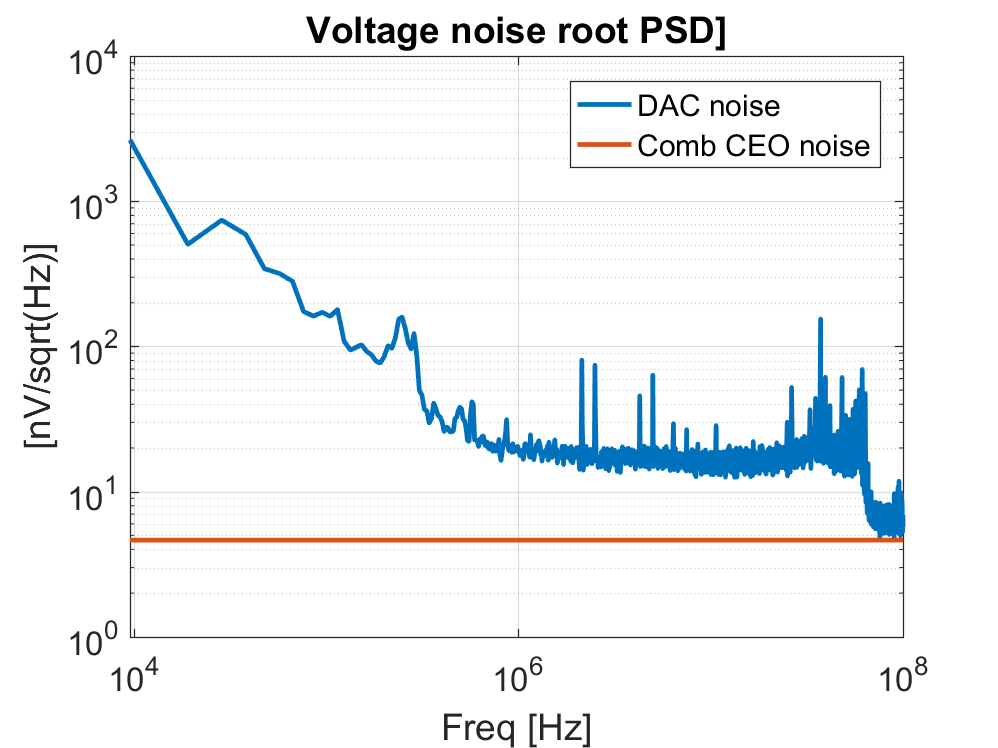 Voltage noise root PSD]
10^4
10^3
10^2
10^1
10^0
[nV/sqrt(Hz)]
DAC noise
Comb CEO noise
10^4 10^6 10^8
Freq [Hz]